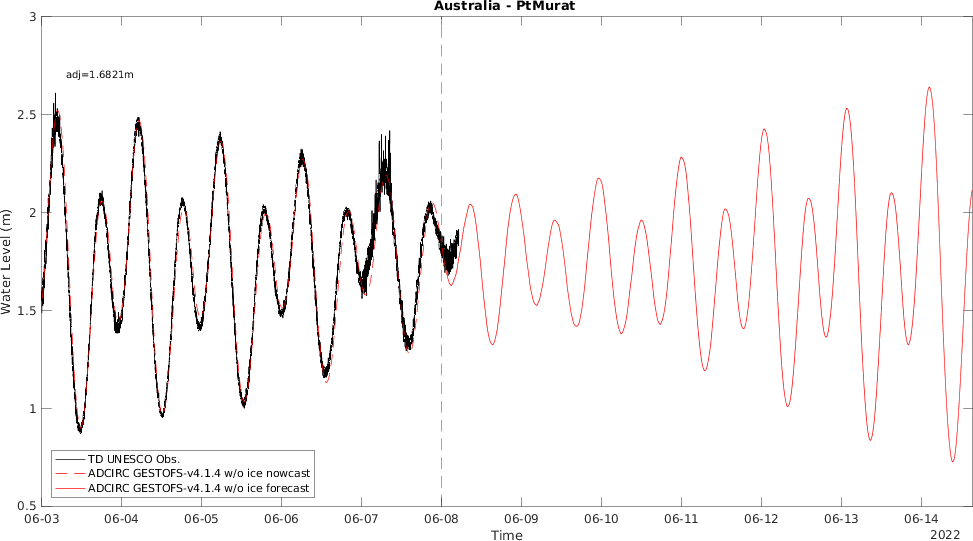 Australia - PtMurat
3
adj=1.6821m
2.5
2
Water Level (m)
1.5
1
TD UNESCO Obs.
ADCIRC GESTOFS-v4.1.4 w/o ice nowcast
ADCIRC GESTOFS-v4.1.4 w/o ice forecast
0.5
06-03 06-04 06-05 06-06 06-07 06-08 06-09 06-10 06-11 06-12 06-13 06-14
Time
2022